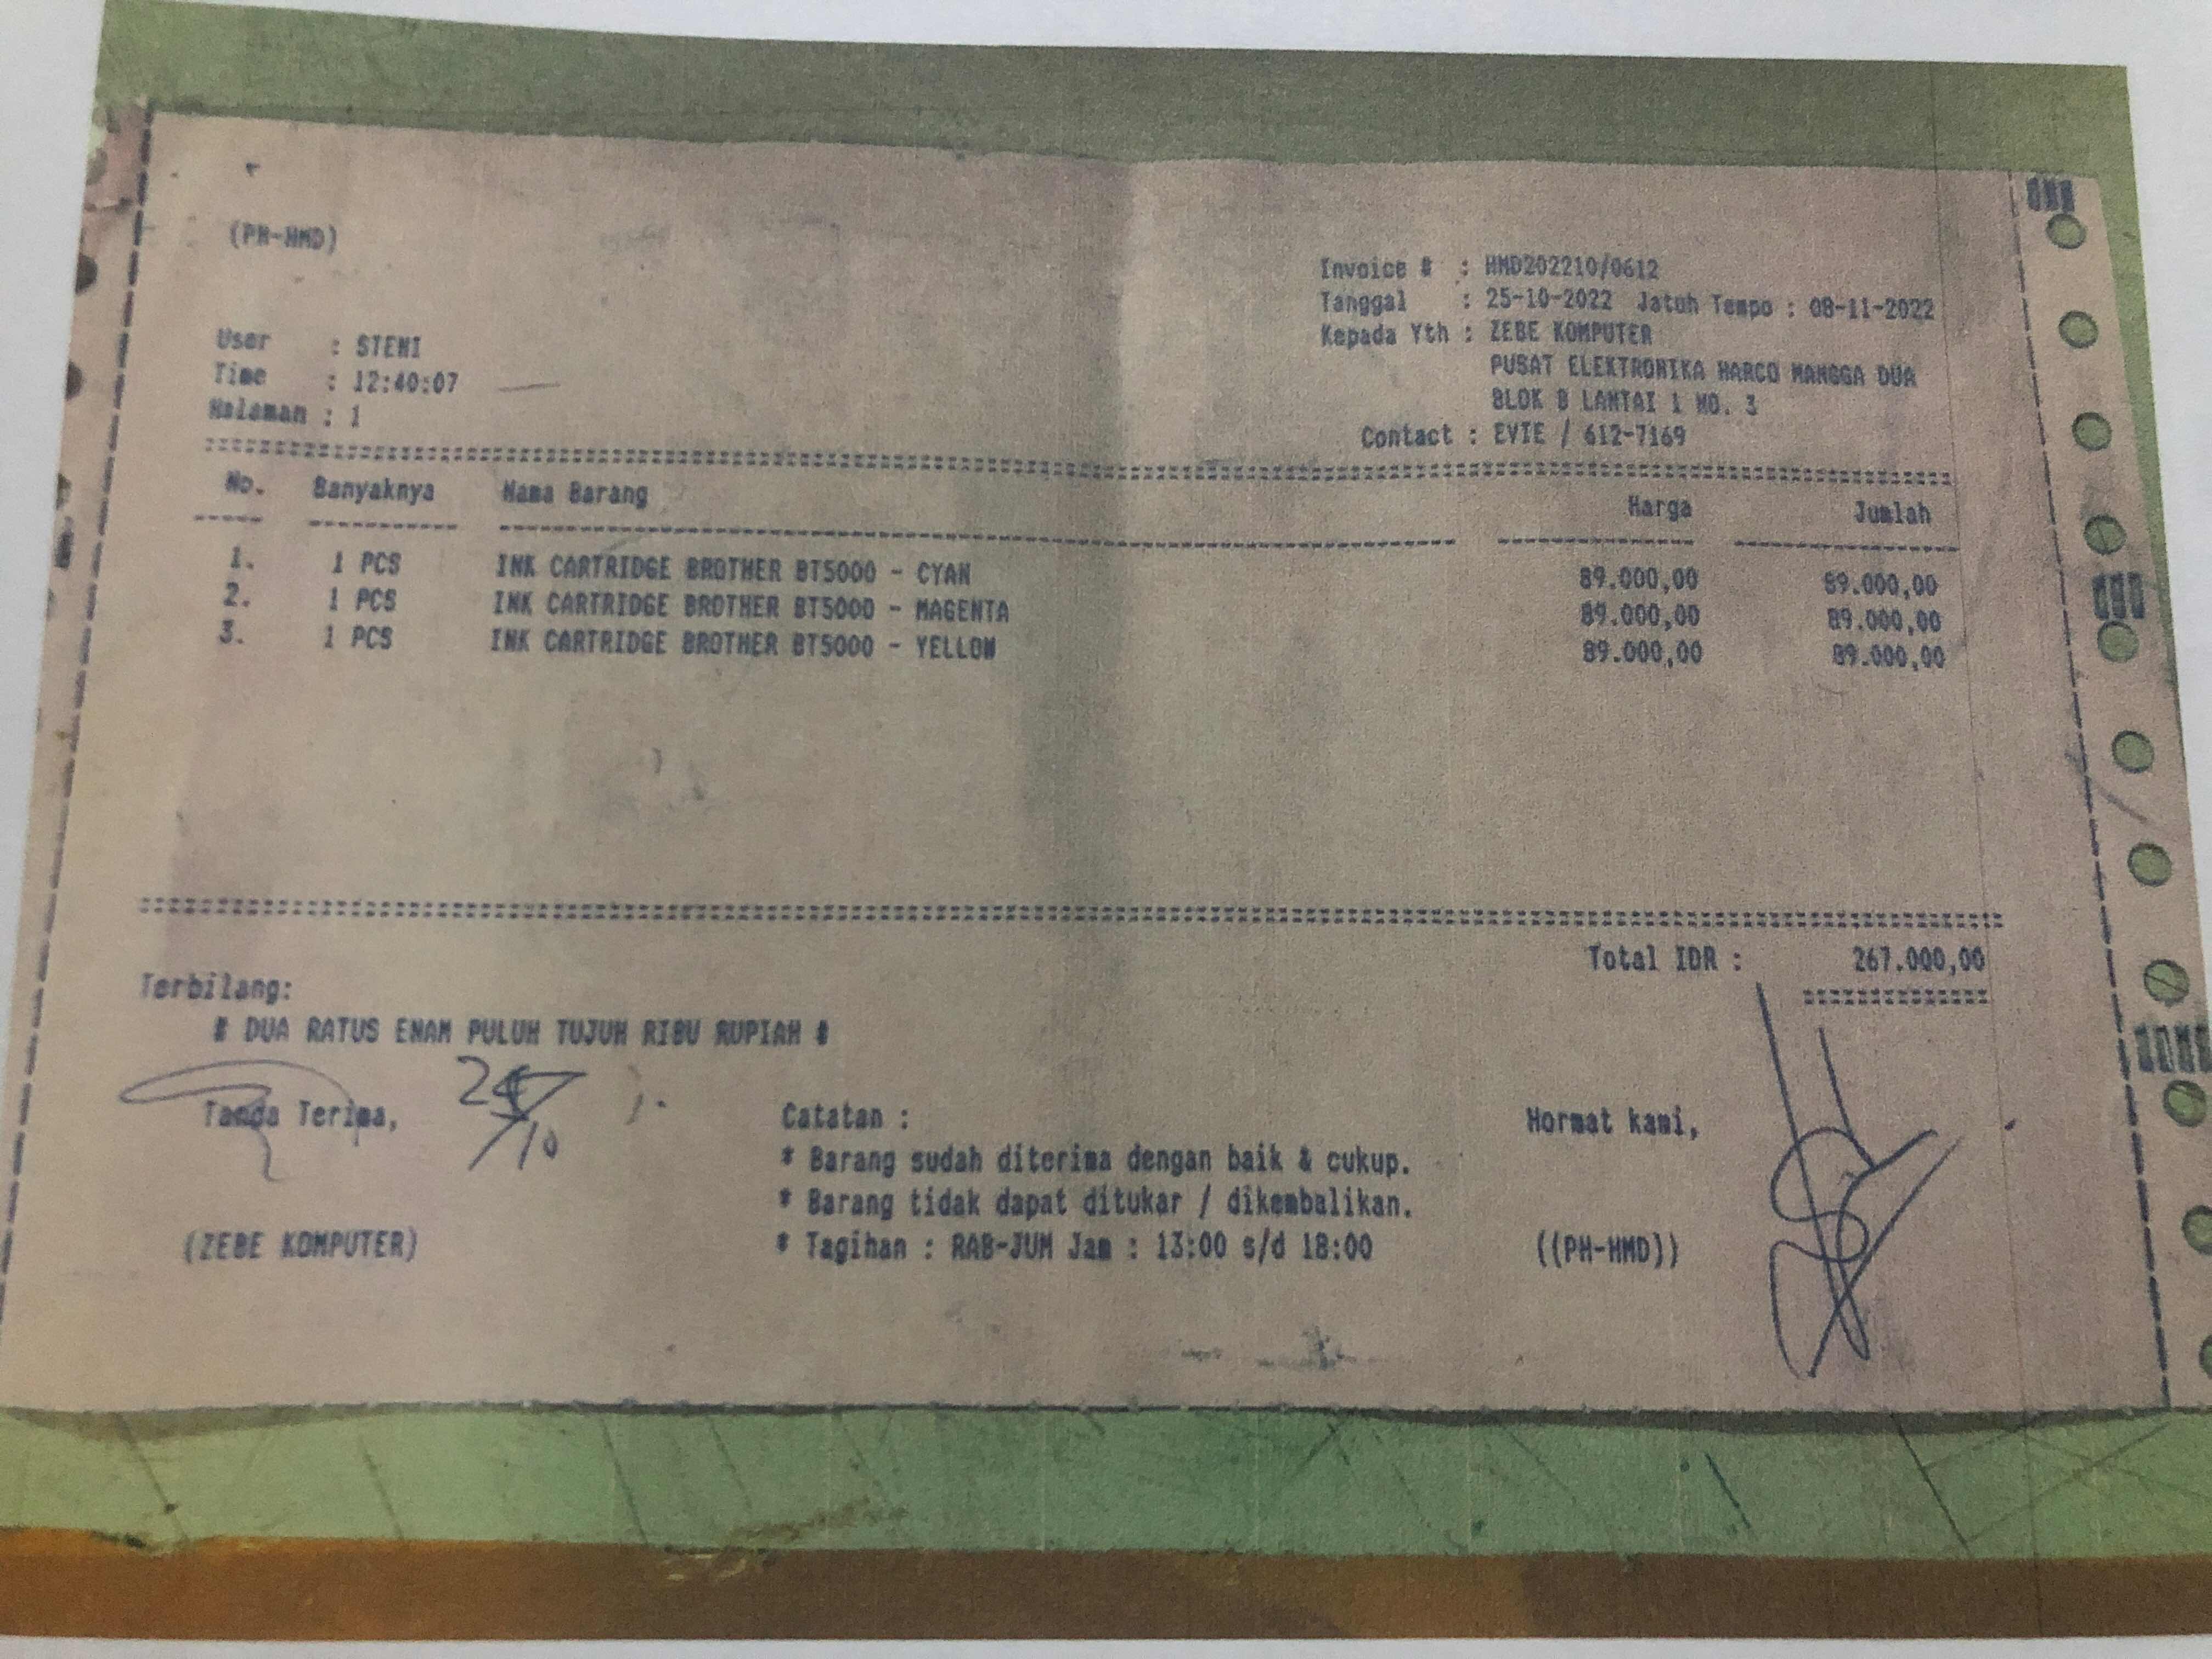 (PH-HMD)
Invoice # : HMD202210/0612
Tanggal : 25-10-2022 Jatuh Tempo : 08-11-2022
Kepada Yth : ZEBE KOMPUTER
PUSAT ELEKTRONIKA HARCO MANGGA DUA
BLOK B LANTAI 1 NO. 3
Contact : EVIE / 612-7169
User : STENI
Time : 12:40:07
Halaman : 1
No. Banyaknya Nama Barang Harga Jumlah
1. 1 PCS INK CARTRIDGE BROTHER BT5000 - CYAN 89.000,00 89.000,00
2. 1 PCS INK CARTRIDGE BROTHER BT5000 - MAGENTA 89.000,00 89.000,00
3. 1 PCS INK CARTRIDGE BROTHER BT5000 - YELLOW 89.000,00 89.000,00
Total IDR : 267.000,00
Terbilang:
# DUA RATUS ENAM PULUH TUJUH RIBU RUPIAH #
Tanda Terima,
Catatan :
* Barang sudah diterima dengan baik & cukup.
* Barang tidak dapat ditukar / dikembalikan.
* Tagihan : RAB-JUM Jam : 13:00 s/d 18:00
Hormat kami,
(ZEBE KOMPUTER)
((PH-HMD))